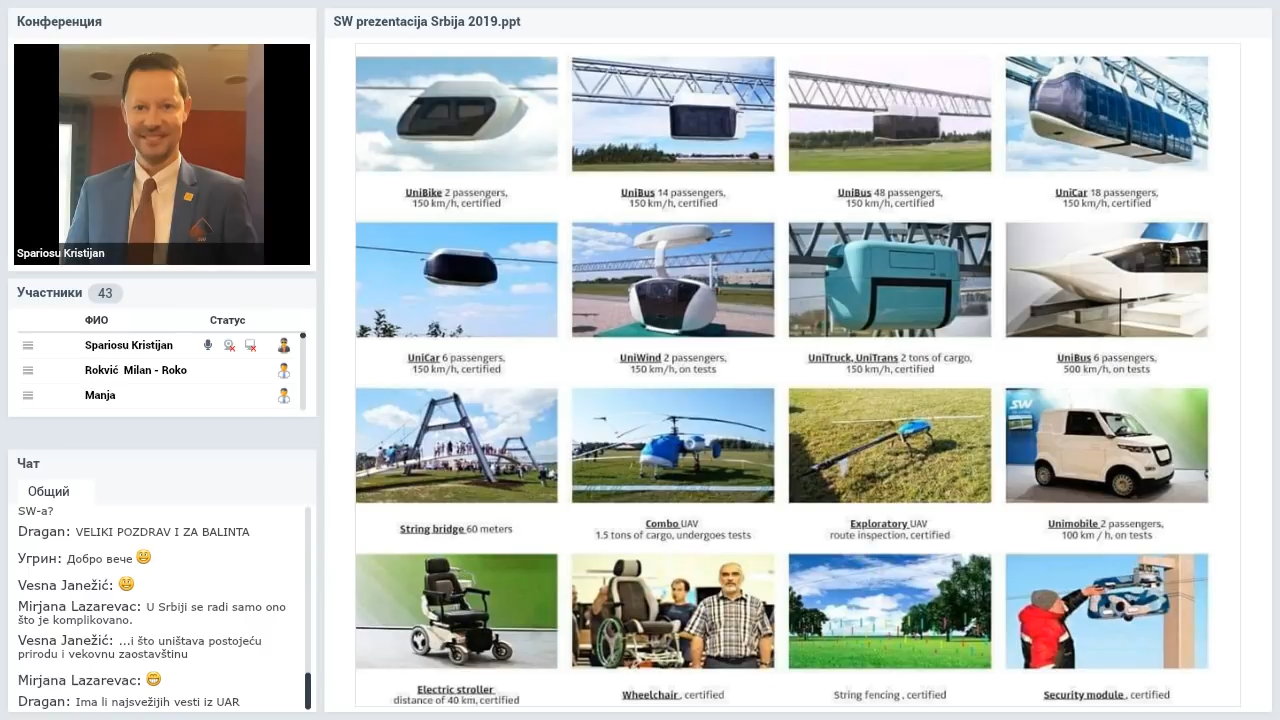 Конференция
Spariosu Kristijan
Участники 43
ФИО Статус
Spariosu Kristijan
Rokvić Milan - Roko
Manja
Чат
Общий
SW-a?
Dragan: VELIKI POZDRAV I ZA BALINTA
Угрин: Добро вече
Vesna Janežić:
Mirjana Lazarevac: U Srbiji se radi samo ono
što je komplikovano.
Vesna Janežić: ...i što uništava postojeću
prirodu i vekovnu zaostavštinu
Mirjana Lazarevac:
Dragan: Ima li najsvežijih vesti iz UAR
SW prezentacija Srbija 2019.ppt
UniBike 2 passengers,
150 km/h, certified
UniBus 14 passengers,
150 km/h, certified
UniBus 48 passengers,
150 km/h, certified
UniCar 18 passengers,
150 km/h, certified
UniCar 6 passengers,
150 km/h, certified
UniWind 2 passengers,
150 km/h, on tests
UniTruck, UniTrans 2 tons of cargo,
150 km/h, certified
UniBus 6 passengers,
500 km/h, on tests
SW
String bridge 60 meters
Combo UAV
1.5 tons of cargo, undergoes tests
Exploratory UAV
route inspection, certified
Unimobile 2 passengers,
100 km / h, on tests
Electric stroller
distance of 40 km, certified
Wheelchair , certified
String fencing , certified
Security module , certified